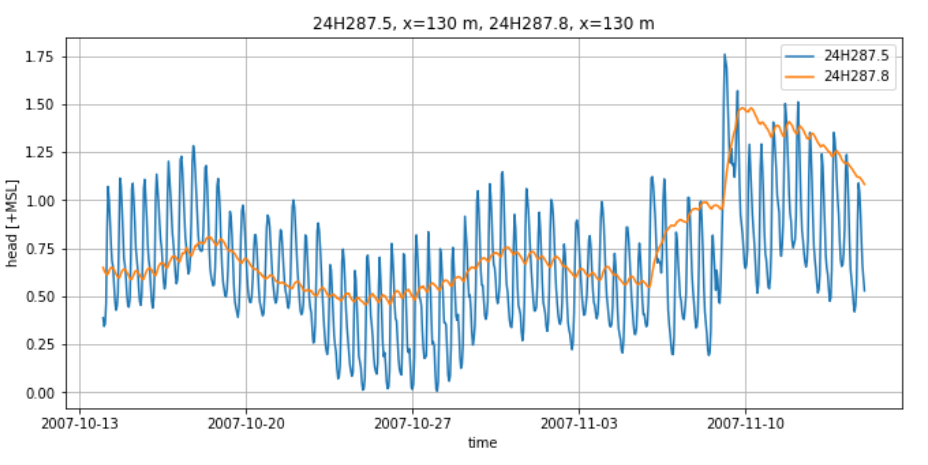 24H287.5, x=130 m, 24H287.8, x=130 m
24H287.5
24H287.8
1.75
1.50
1.25
1.00
0.75
0.50
0.25
0.00
head [+MSL]
2007-10-13 2007-10-20 2007-10-27 2007-11-03 2007-11-10
time